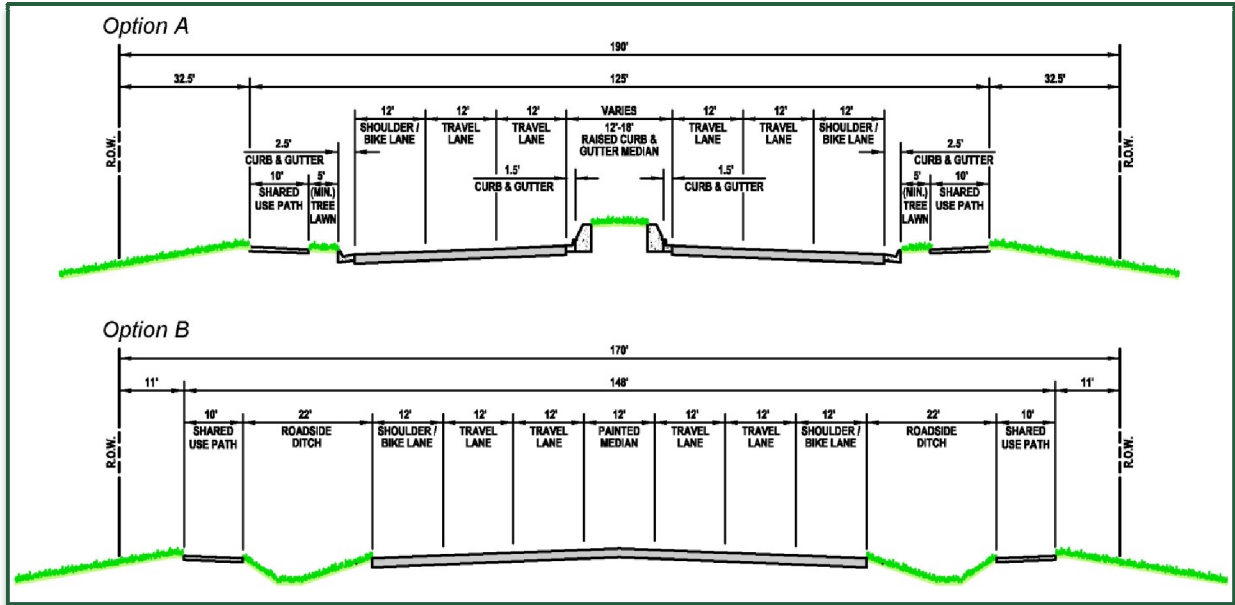 Option A
190'
32.5' 125' 32.5'
12' 12' 12' VARIES 12' 12' 12'
SHOULDER / TRAVEL TRAVEL 12'-18' TRAVEL TRAVEL SHOULDER /
BIKE LANE LANE LANE RAISED CURB & LANE LANE BIKE LANE
GUTTER MEDIAN
2.5' 2.5'
CURB & GUTTER CURB & GUTTER
R.O.W. R.O.W.
1.5' 1.5'
CURB & GUTTER CURB & GUTTER
10' 5' 5' 10'
SHARED (MIN.) (MIN.) SHARED
USE PATH TREE TREE USE PATH
LAWN LAWN
Option B
170'
11' 148' 11'
10' 22' 12' 12' 12' 12' 12' 12' 12' 22' 10'
SHARED ROADSIDE SHOULDER / TRAVEL TRAVEL PAINTED TRAVEL TRAVEL SHOULDER / ROADSIDE SHARED
USE PATH DITCH BIKE LANE LANE LANE MEDIAN LANE LANE BIKE LANE DITCH USE PATH
R.O.W. R.O.W.